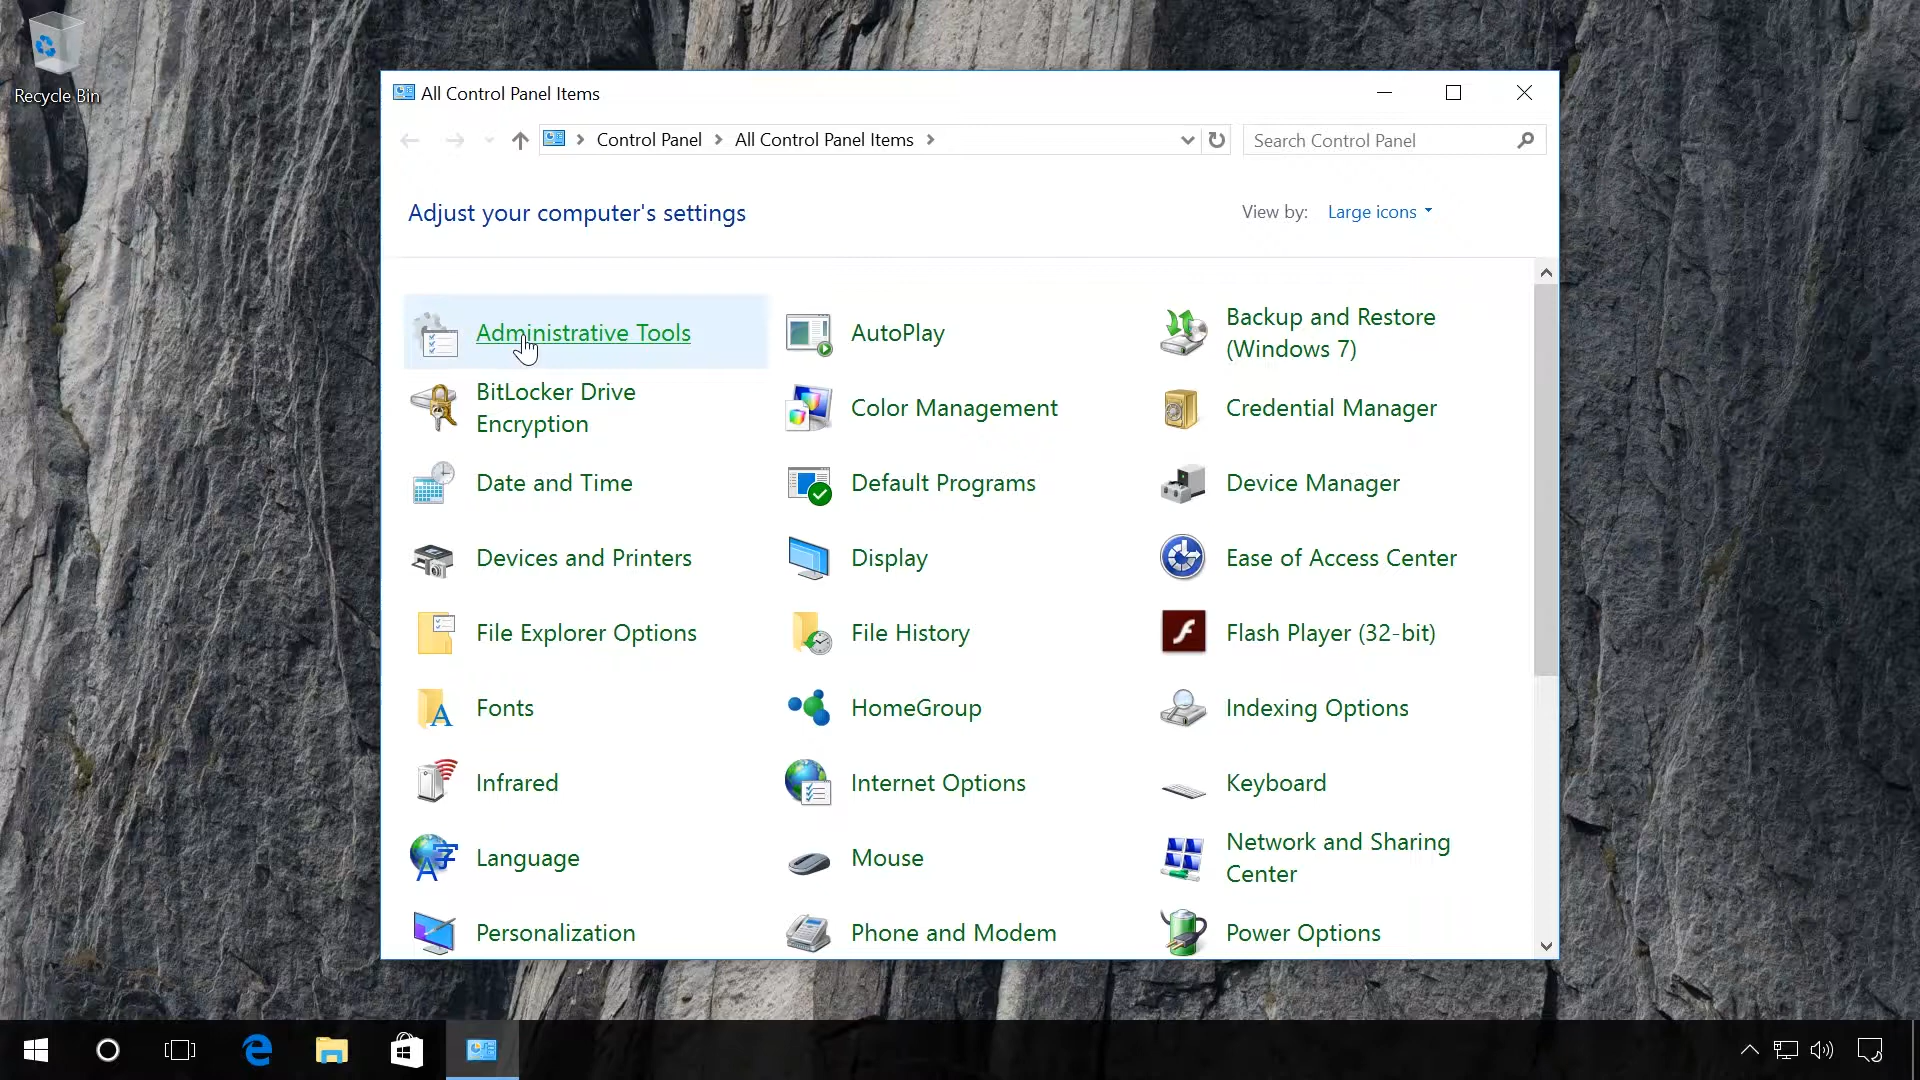 Recycle Bin
All Control Panel Items
Control Panel All Control Panel Items
Search Control Panel
Adjust your computer's settings
View by: Large icons
Administrative Tools
AutoPlay
Backup and Restore
(Windows 7)
BitLocker Drive
Encryption
Color Management
Credential Manager
Date and Time
Default Programs
Device Manager
Devices and Printers
Display
Ease of Access Center
File Explorer Options
File History
Flash Player (32-bit)
Fonts
HomeGroup
Indexing Options
Infrared
Internet Options
Keyboard
Language
Mouse
Network and Sharing
Center
Personalization
Phone and Modem
Power Options